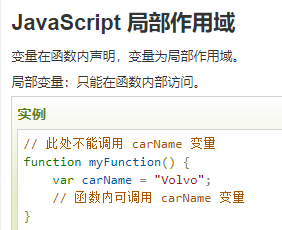 JavaScript 局部作用域
变量在函数内声明，变量为局部作用域。
局部变量：只能在函数内部访问。
实例
// 此处不能调用 carName 变量
function myFunction() {
    var carName = "Volvo";
    // 函数内可调用 carName 变量
}